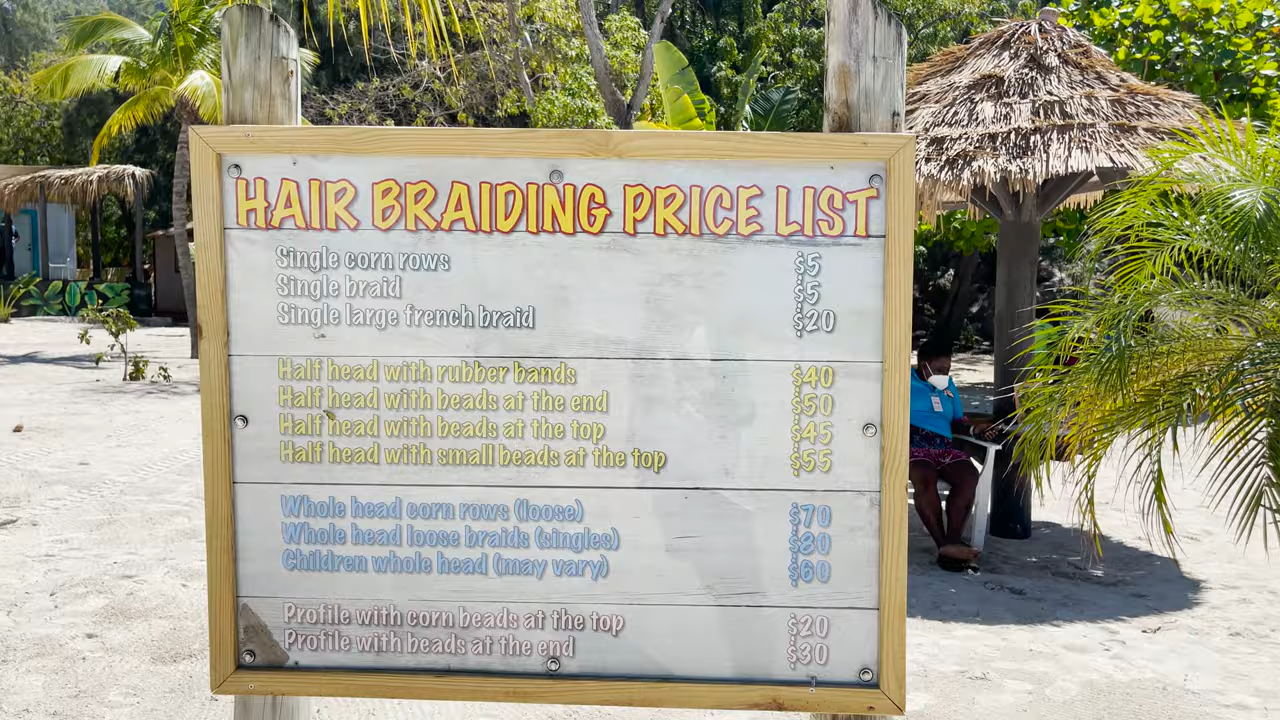 HAIR BRAIDING PRICE LIST
Single corn rows $5
Single braid $5
Single large french braid $20
Half head with rubber bands $40
Half head with beads at the end $50
Half head with beads at the top $45
Half head with small beads at the top $55
Whole head corn rows (loose) $70
Whole head loose braids (singles) $80
Children whole head (may vary) $60
Profile with corn beads at the top $20
Profile with beads at the end $30